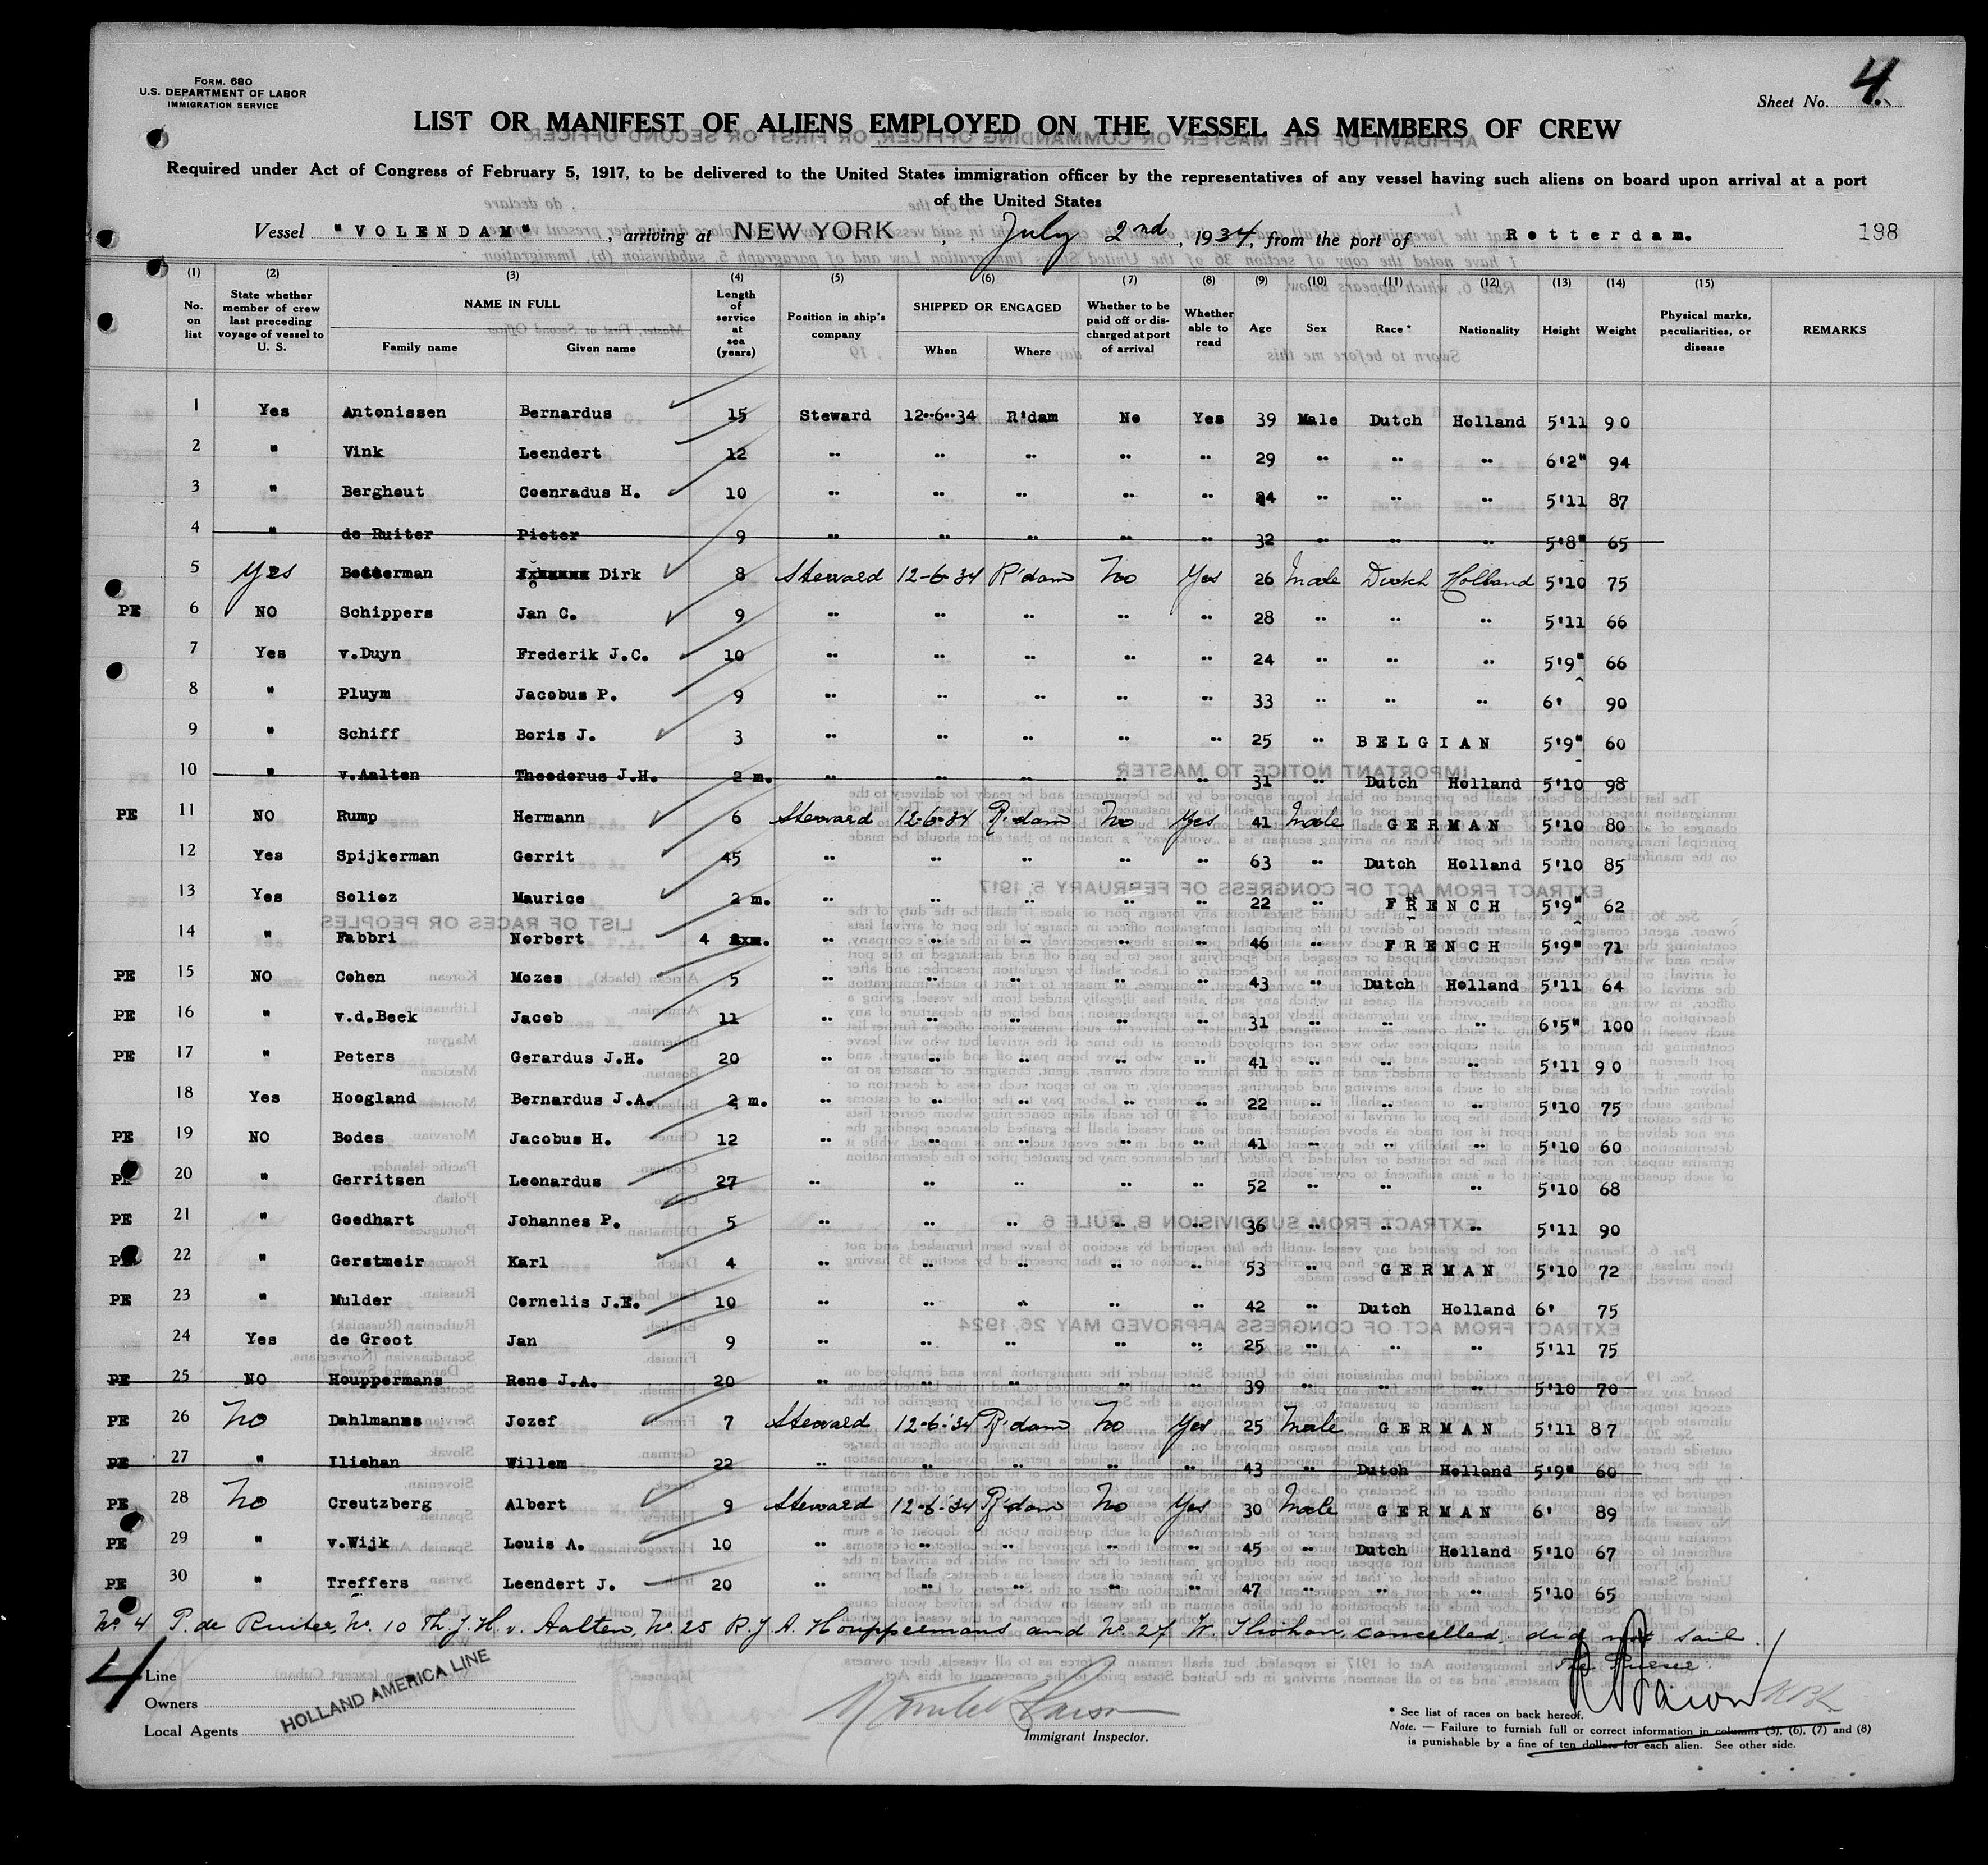 FORM. 680
U.S. DEPARTMENT OF LABOR
IMMIGRATION SERVICE
Sheet No. 4.
LIST OR MANIFEST OF ALIENS EMPLOYED ON THE VESSEL AS MEMBERS OF CREW
Required under Act of Congress of February 5, 1917, to be delivered to the United States immigration officer by the representatives of any vessel having such aliens on board upon arrival at a port
of the United States
Vessel "VOLENDAM", arriving at NEW YORK, July 2nd, 1934, from the port of Rotterdam. 198
(1) (2) (3) (4) (5) (6) (7) (8) (9) (10) (11) (12) (13) (14) (15)
No. on list State whether member of crew last preceding voyage of vessel to U. S. NAME IN FULL Family name Given name Length of service at sea (years) Position in ship's company SHIPPED OR ENGAGED When Where Whether to be paid off or discharged at port of arrival Whether able to read Age Sex Race* Nationality Height Weight Physical marks, peculiarities, or disease REMARKS
1 Yes Antonissen Bernardus 15 Steward 12-6-34 R'dam No Yes 39 Male Dutch Holland 5'11 90
2 " Vink Leendert 12 " " " " " 29 " " " 6'2" 94
3 " Berghout Coenradus H. 10 " " " " " 24 " " " 5'11 87
4 " de Ruiter Pieter 9 " " " " " 32 " " " 5'8" 65
5 Yes Botterman Dirk 8 Steward 12-6-34 R'dam No Yes 26 Male Dutch Holland 5'10 75
PE 6 NO Schippers Jan C. 9 " " " " " 28 " " " 5'11 66
7 Yes v.Duyn Frederik J.C. 10 " " " " " 24 " " " 5'9" 66
8 " Pluym Jacobus P. 9 " " " " " 33 " " " 6' 90
9 " Schiff Boris J. 3 " " " " " 25 " BELGIAN 5'9" 60
10 " v.Aalten Theodorus J.H. 2 m. " " " " " 31 " Dutch Holland 5'10 98
PE 11 NO Rump Hermann 6 Steward 12-6-34 R'dam No Yes 41 Male GERMAN 5'10 80
12 Yes Spijkerman Gerrit 45 " " " " " 63 " Dutch Holland 5'10 85
13 Yes Soliez Maurice 2 m. " " " " " 22 " FRENCH 5'9" 62
14 " Fabbri Norbert 4 " " " " " 46 " FRENCH 5'9" 71
PE 15 NO Cohen Mozes 5 " " " " " 43 " Dutch Holland 5'11 64
PE 16 " v.d.Beek Jacob 11 " " " " " 31 " " " 6'5" 100
PE 17 " Peters Gerardus J.H. 20 " " " " " 41 " " " 5'11 90
18 Yes Hoogland Bernardus J.A. 2 m. " " " " " 22 " " " 5'10 75
PE 19 NO Bodes Jacobus H. 12 " " " " " 41 " " " 5'10 60
PE 20 " Gerritsen Leonardus 27 " " " " " 52 " " " 5'10 68
PE 21 " Goedhart Johannes P. 5 " " " " " 36 " " " 5'11 90
PE 22 " Gerstmeir Karl 4 " " " " " 53 " GERMAN 5'10 72
PE 23 " Mulder Cornelis J.E. 10 " " " " " 42 " Dutch Holland 6' 75
24 Yes de Groot Jan 9 " " " " " 25 " " " 5'11 75
PE 25 NO Houppermans Rene J.A. 20 " " " " " 39 " " " 5'10 70
PE 26 No Dahlmanns Jozef 7 Steward 12-6-34 R'dam No Yes 25 Male GERMAN 5'11 87
PE 27 " Iliohan Willem 22 " " " " " 43 " Dutch Holland 5'9" 60
PE 28 No Creutzberg Albert 9 Steward 12-6-34 R'dam No Yes 30 Male GERMAN 6' 89
PE 29 " v.Wijk Louis A. 10 " " " " " 45 " Dutch Holland 5'10 67
PE 30 " Treffers Leendert J. 20 " " " " " 47 " " " 5'10 65
No. 4 P. de Ruiter, No. 10 Th. J. H. v. Aalten, No. 25 R. J. A. Houppermans and No. 27 W. Iliohan, cancelled, did not sail.
The Purser.
4
Line
Owners HOLLAND AMERICA LINE
Local Agents
Immigrant Inspector.
* See list of races on back hereof.
Note. — Failure to furnish full or correct information in columns (3), (6), (7) and (8)
is punishable by a fine of ten dollars for each alien. See other side.